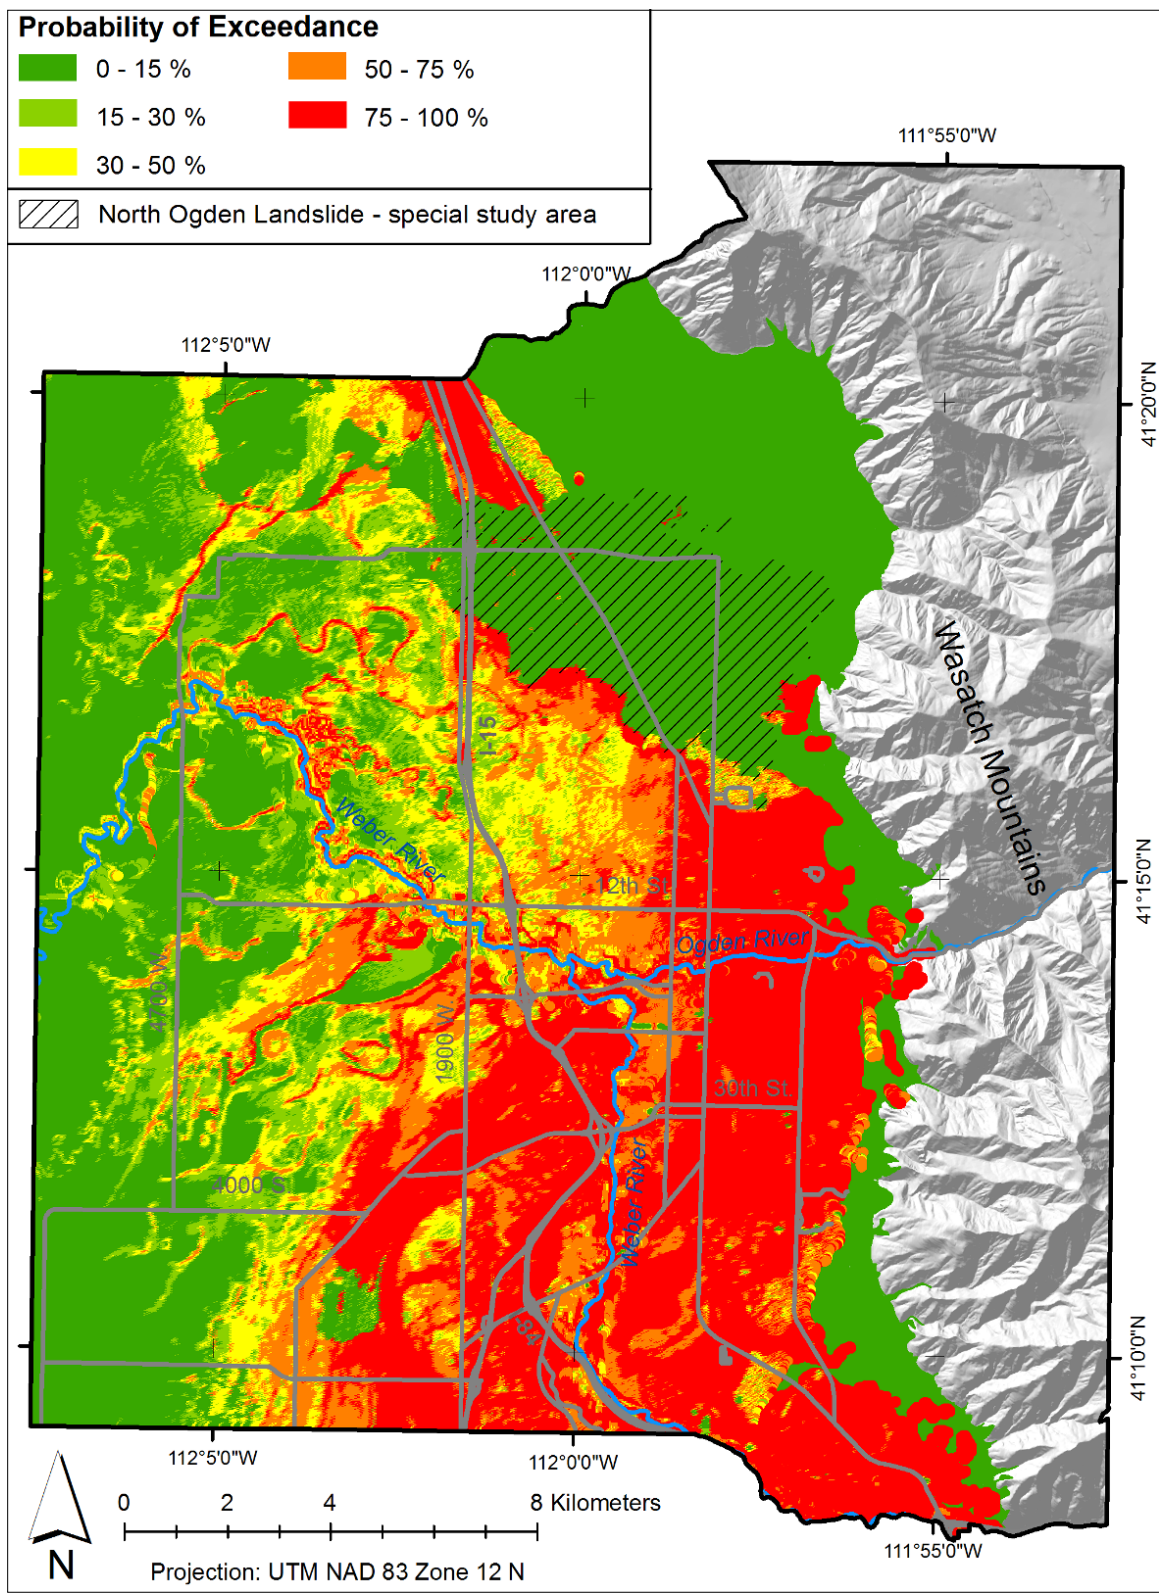 Probability of Exceedance
0 - 15 %
50 - 75 %
15 - 30 %
75 - 100 %
30 - 50 %
North Ogden Landslide - special study area
111°55'0"W
112°0'0"W
112°5'0"W
41°20'0"N
Wasatch Mountains
I-15
Weber River
12th St.
41°15'0"N
Ogden River
4700 W.
1900 W.
30th St.
Weber River
4000 S
I-84
41°10'0"N
112°5'0"W
112°0'0"W
111°55'0"W
0 2 4 8 Kilometers
N
Projection: UTM NAD 83 Zone 12 N